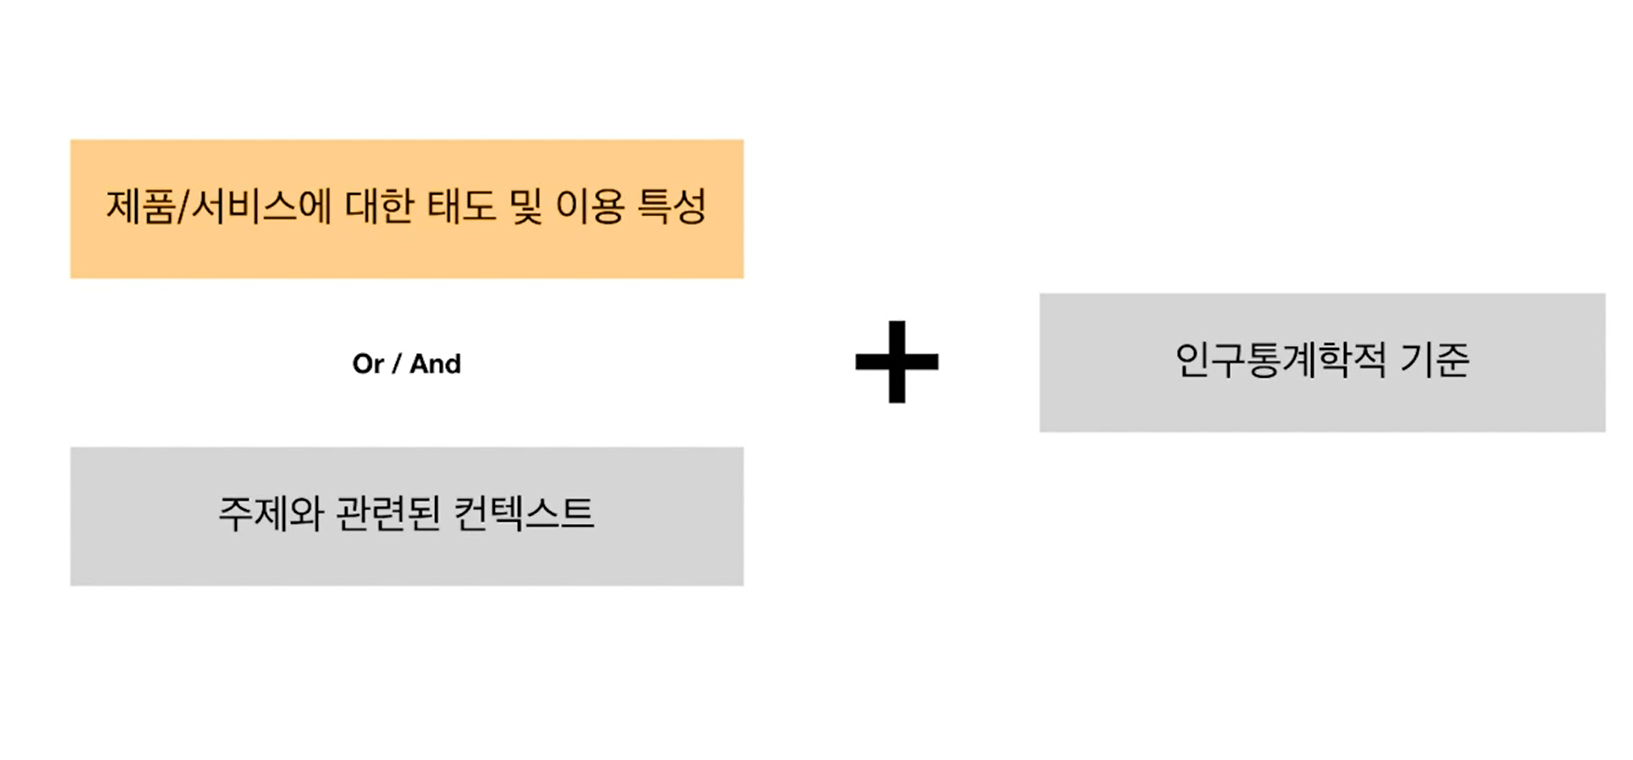 제품/서비스에 대한 태도 및 이용 특성
Or / And
주제와 관련된 컨텍스트
+
인구통계학적 기준